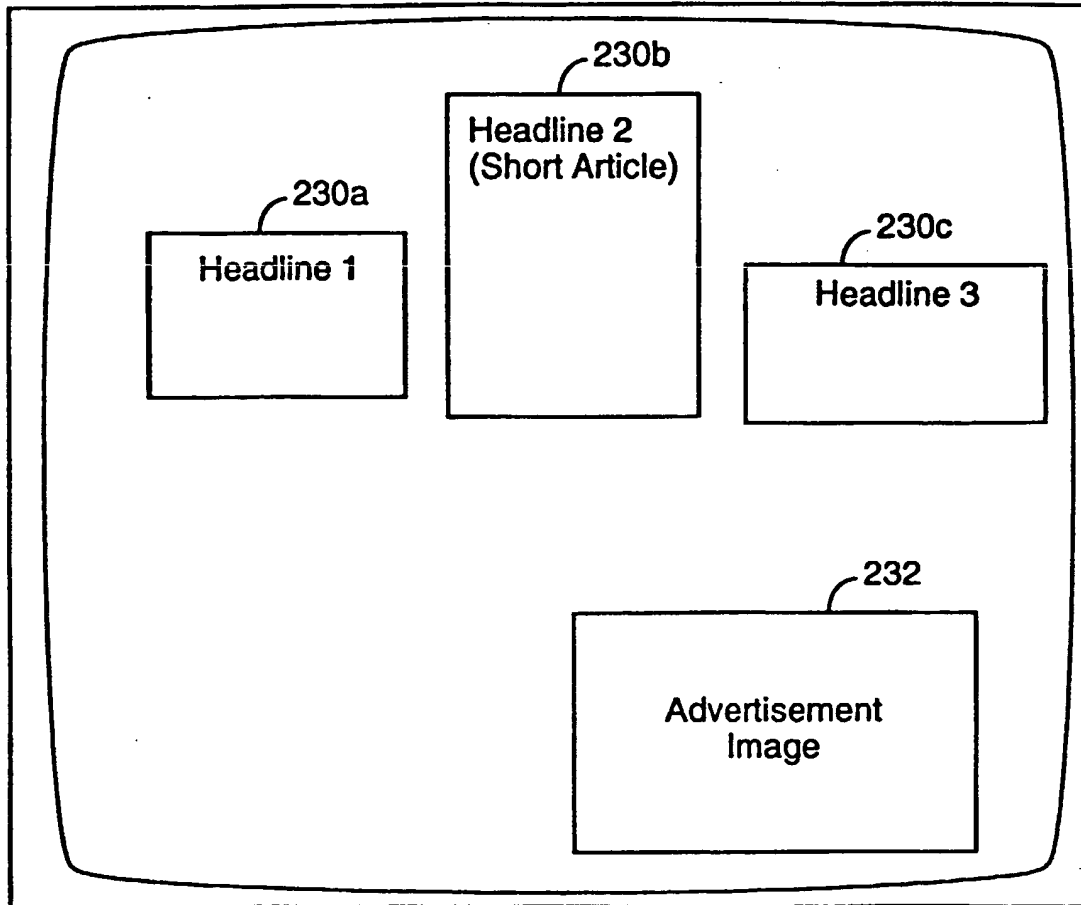 230b
Headline 2
(Short Article)
230a
Headline 1
230c
Headline 3
232
Advertisement
Image